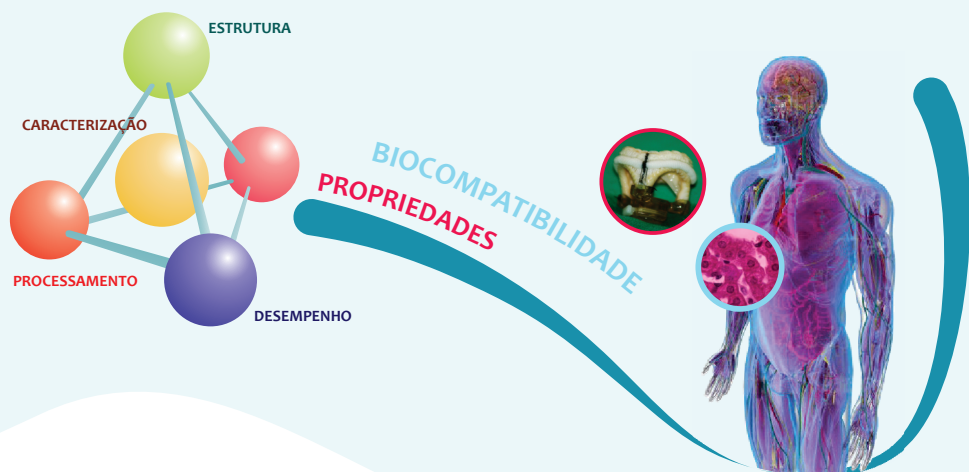 ESTRUTURA
CARACTERIZAÇÃO
BIOCOMPATIBILIDADE
PROPRIEDADES
PROCESSAMENTO
DESEMPENHO